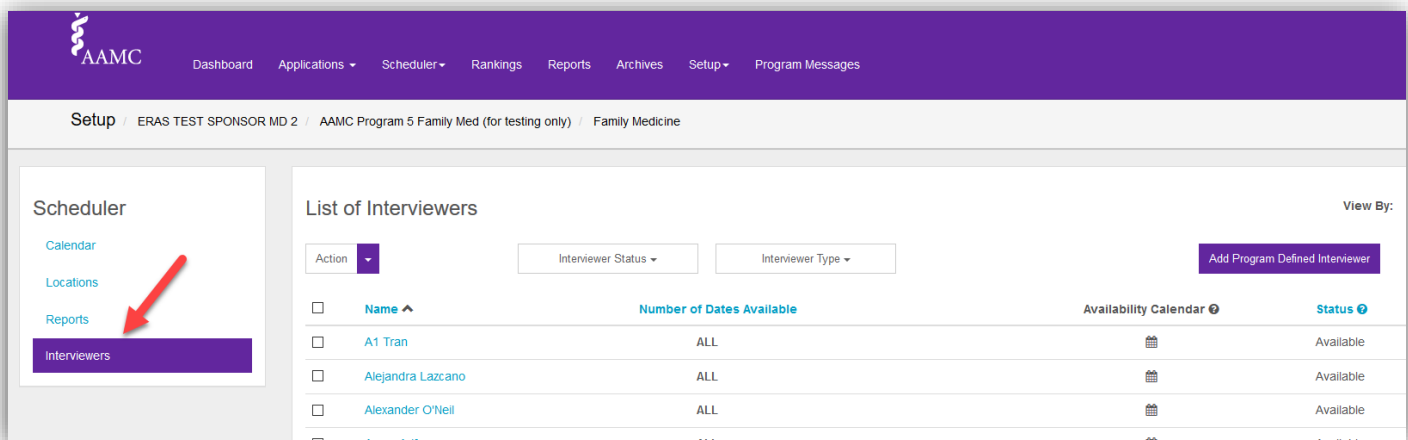 AAMC
Dashboard Applications Scheduler Rankings Reports Archives Setup Program Messages
Setup / ERAS TEST SPONSOR MD 2 / AAMC Program 5 Family Med (for testing only) / Family Medicine
Scheduler
Calendar
Locations
Reports
Interviewers
List of Interviewers
View By:
Action Interviewer Status Interviewer Type Add Program Defined Interviewer
Name Number of Dates Available Availability Calendar Status
A1 Tran ALL Available
Alejandra Lazcano ALL Available
Alexander O'Neil ALL Available